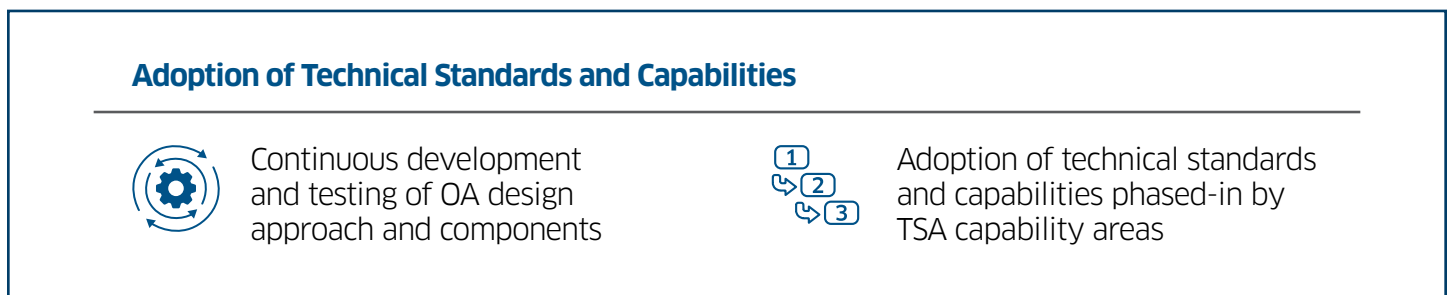 Adoption of Technical Standards and Capabilities
Continuous development
and testing of OA design
approach and components
1
2
3
Adoption of technical standards
and capabilities phased-in by
TSA capability areas